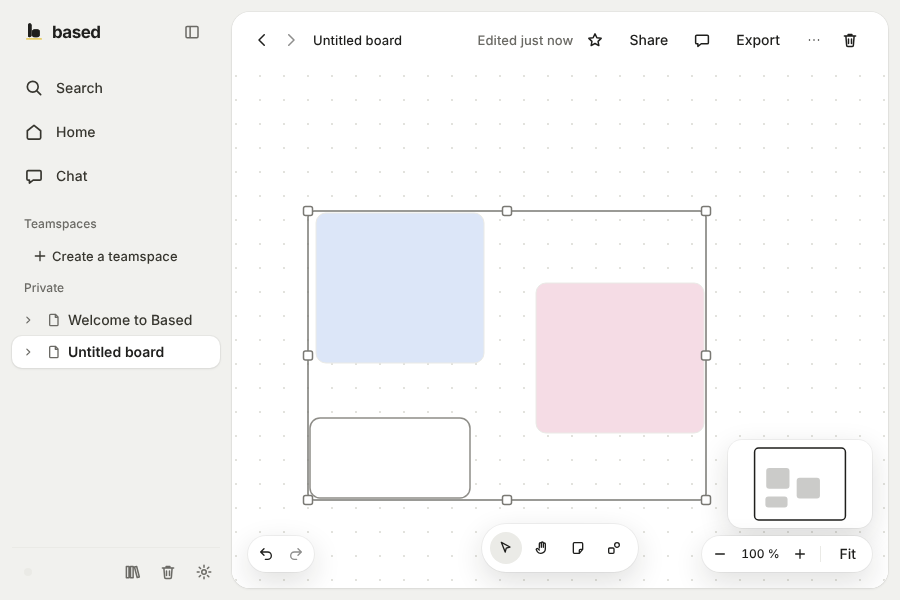 based
Search
Home
Chat
Teamspaces
Create a teamspace
Private
Welcome to Based
Untitled board
Untitled board
Edited just now
Share
Export
100 %
Fit